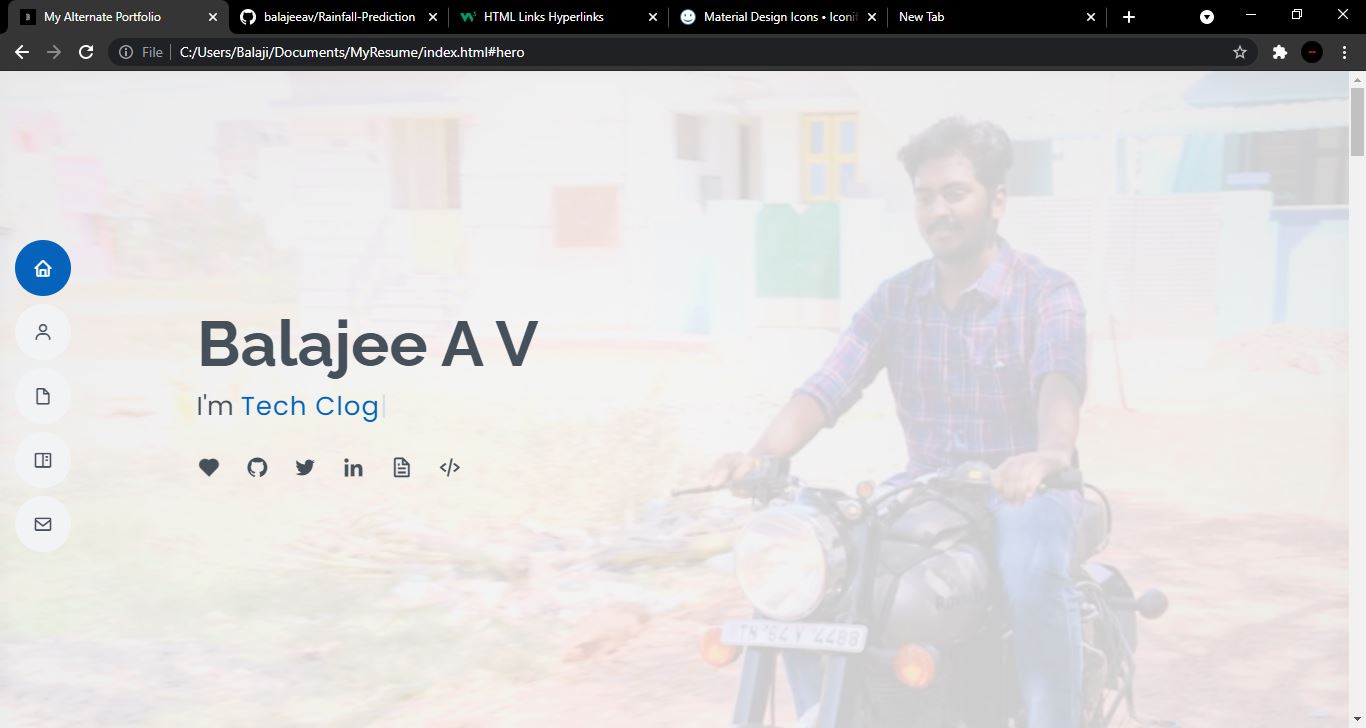 My Alternate Portfolio
balajeeav/Rainfall-Prediction
HTML Links Hyperlinks
Material Design Icons • Iconif
New Tab
File
C:/Users/Balaji/Documents/MyResume/index.html#hero
Balajee A V
I'm Tech Clog
TN 64 Y 4488